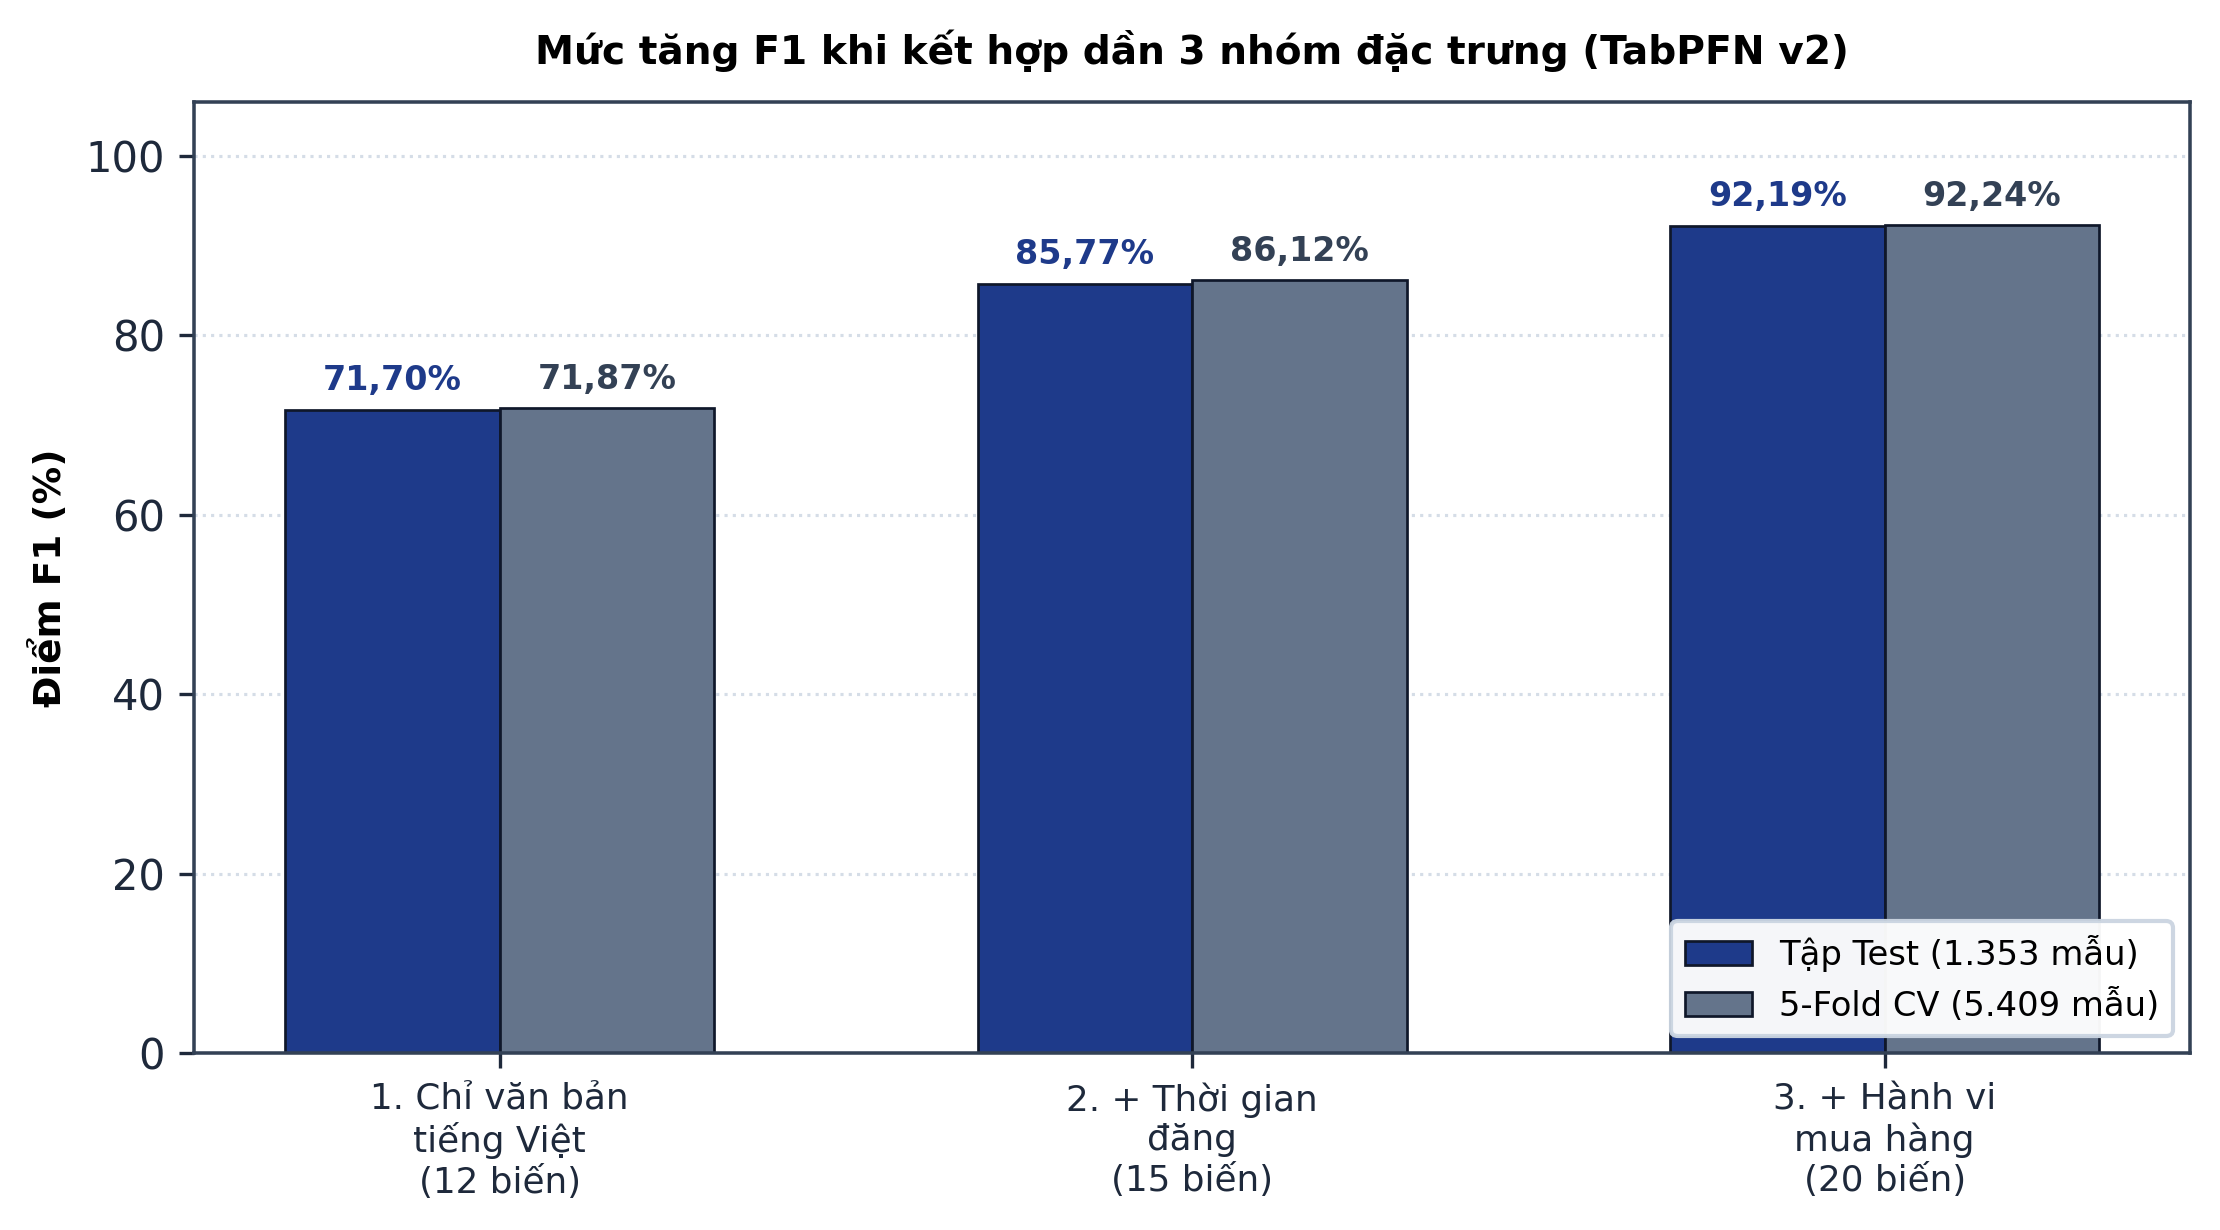 Mức tăng F1 khi kết hợp dần 3 nhóm đặc trưng (TabPFN v2)
Điểm F1 (%)
100
80
60
40
20
0
71,70%
71,87%
85,77%
86,12%
92,19%
92,24%
Tập Test (1.353 mẫu)
5-Fold CV (5.409 mẫu)
1. Chỉ văn bản
tiếng Việt
(12 biến)
2. + Thời gian
đăng
(15 biến)
3. + Hành vi
mua hàng
(20 biến)